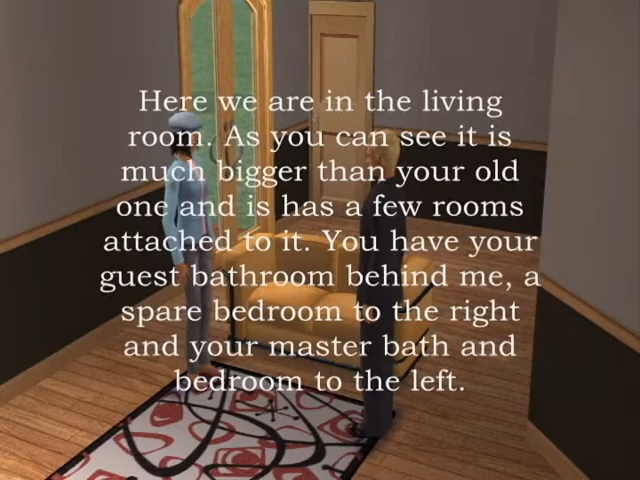 Here we are in the living
room. As you can see it is
much bigger than your old
one and is has a few rooms
attached to it. You have your
guest bathroom behind me, a
spare bedroom to the right
and your master bath and
bedroom to the left.